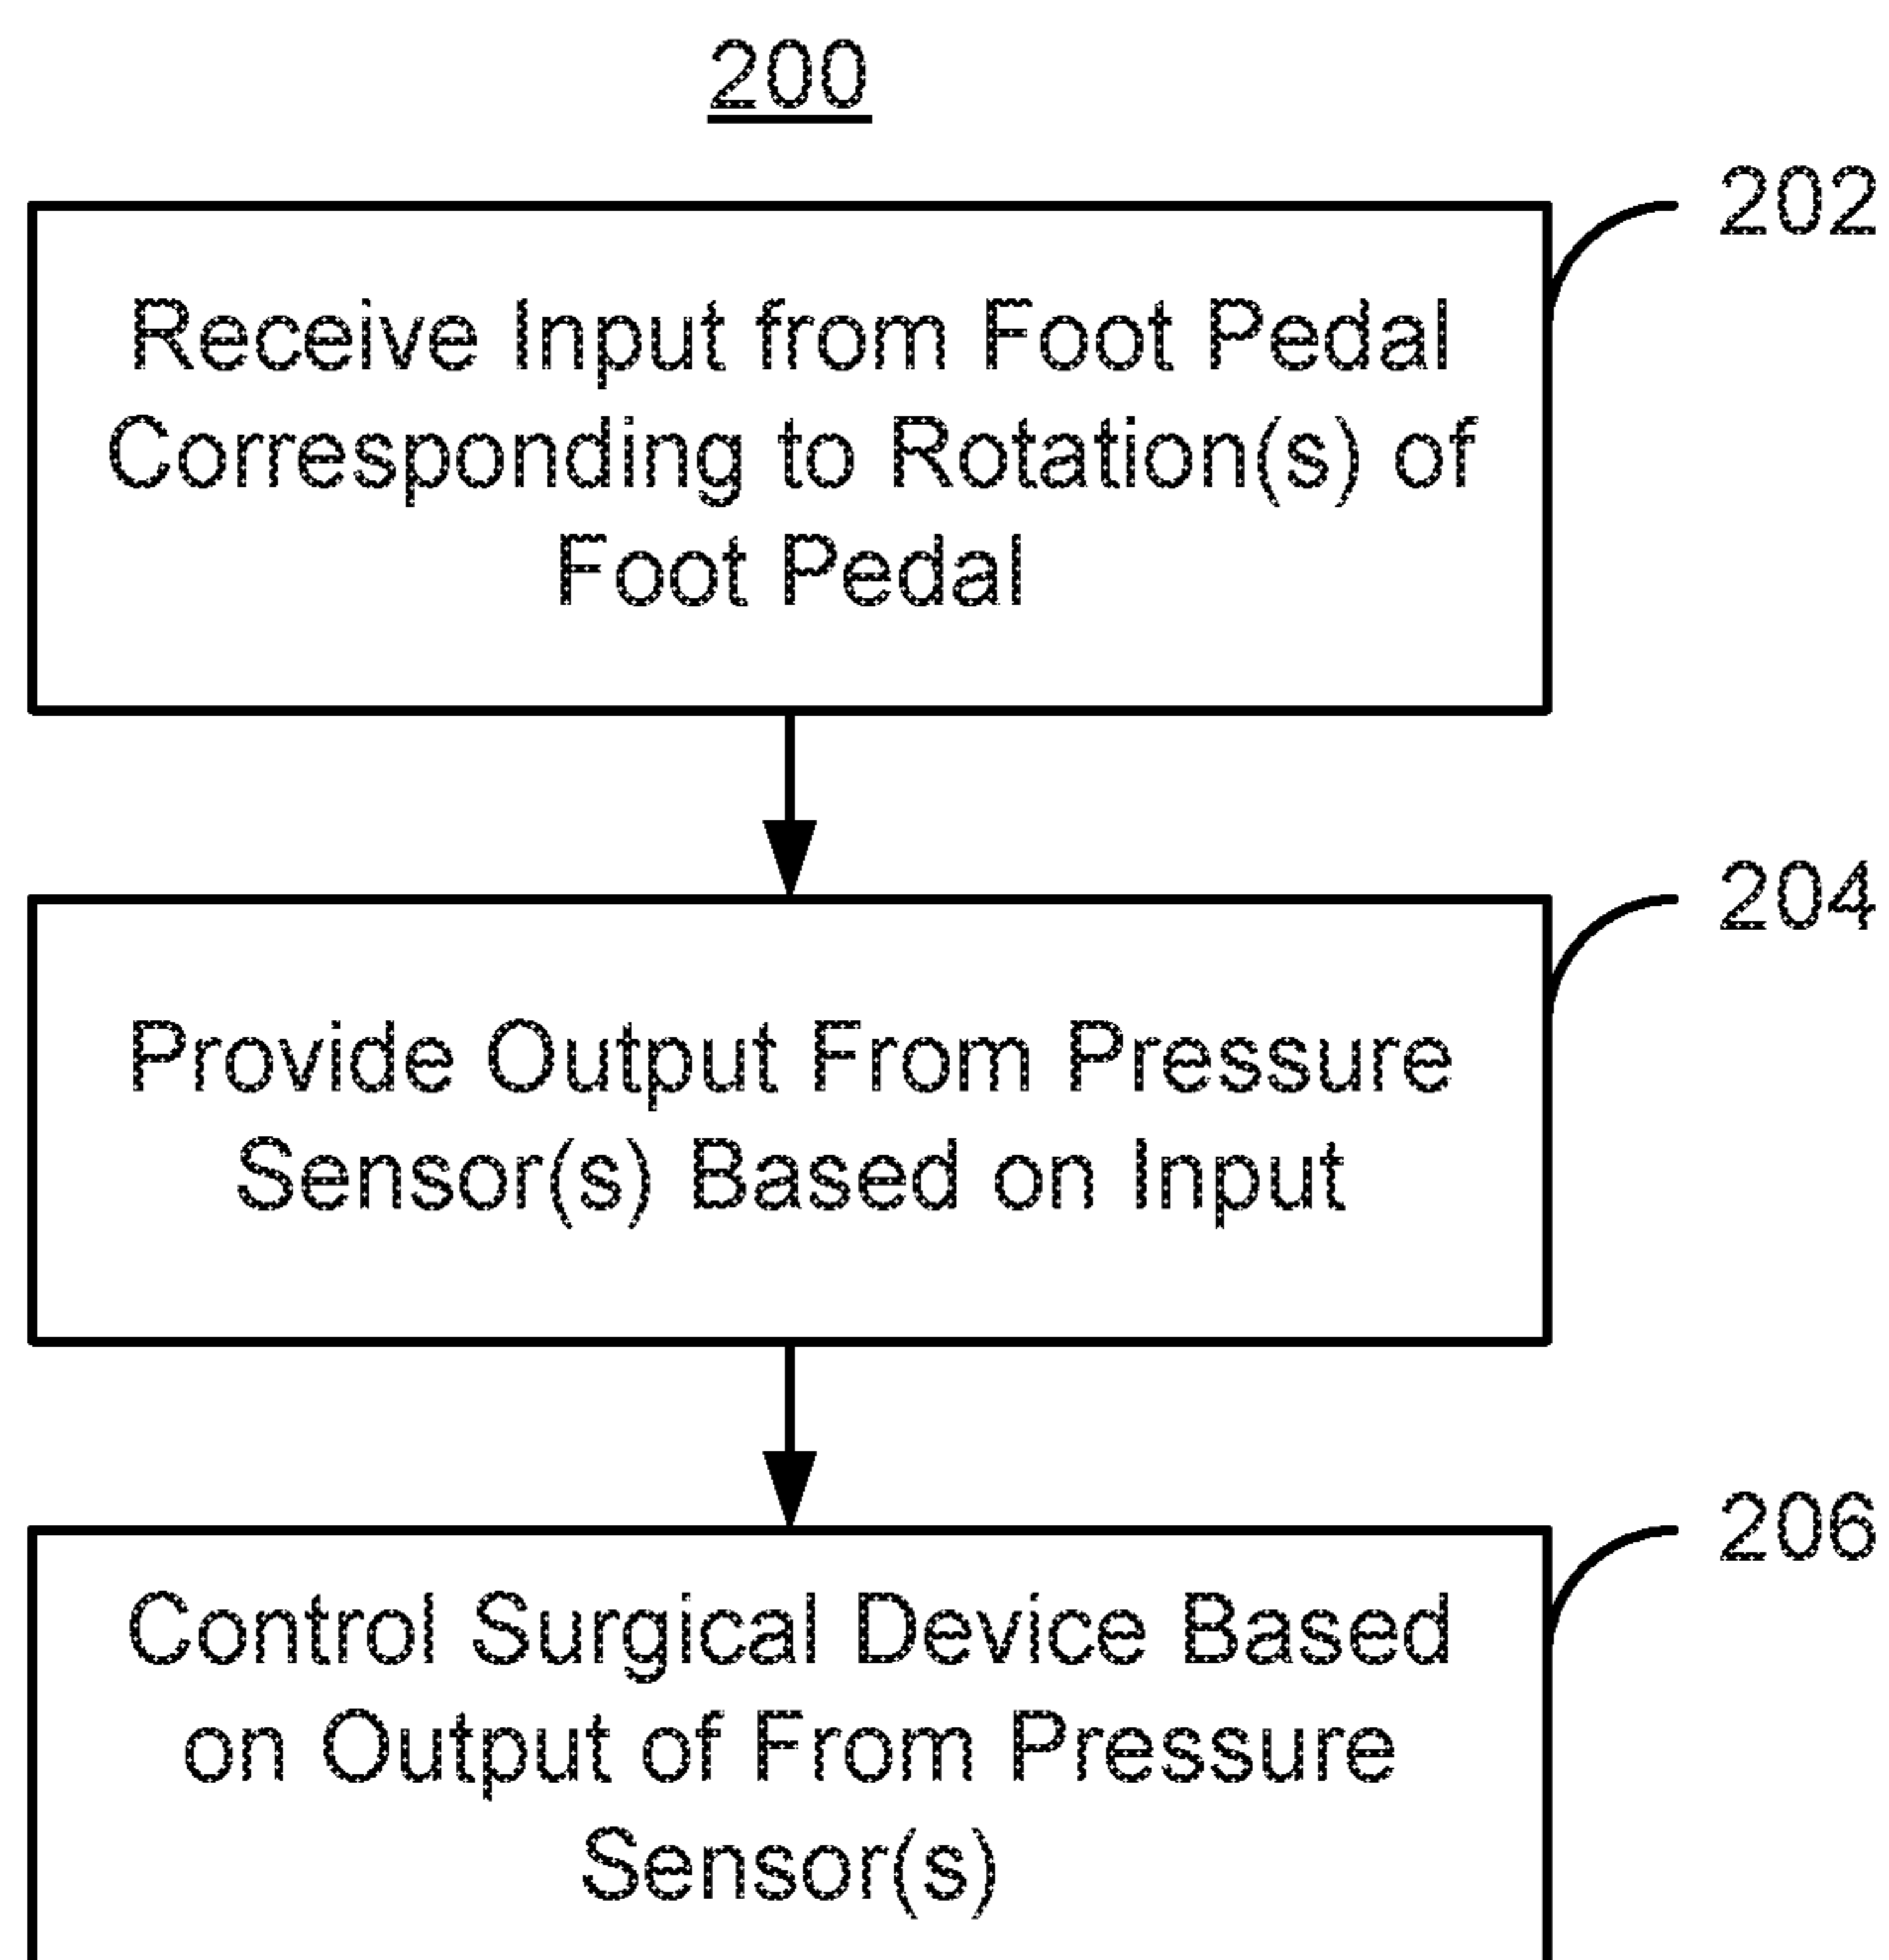 200
202
Receive Input from Foot Pedal
Corresponding to Rotation(s) of
Foot Pedal
204
Provide Output From Pressure
Sensor(s) Based on Input
206
Control Surgical Device Based
on Output of From Pressure
Sensor(s)